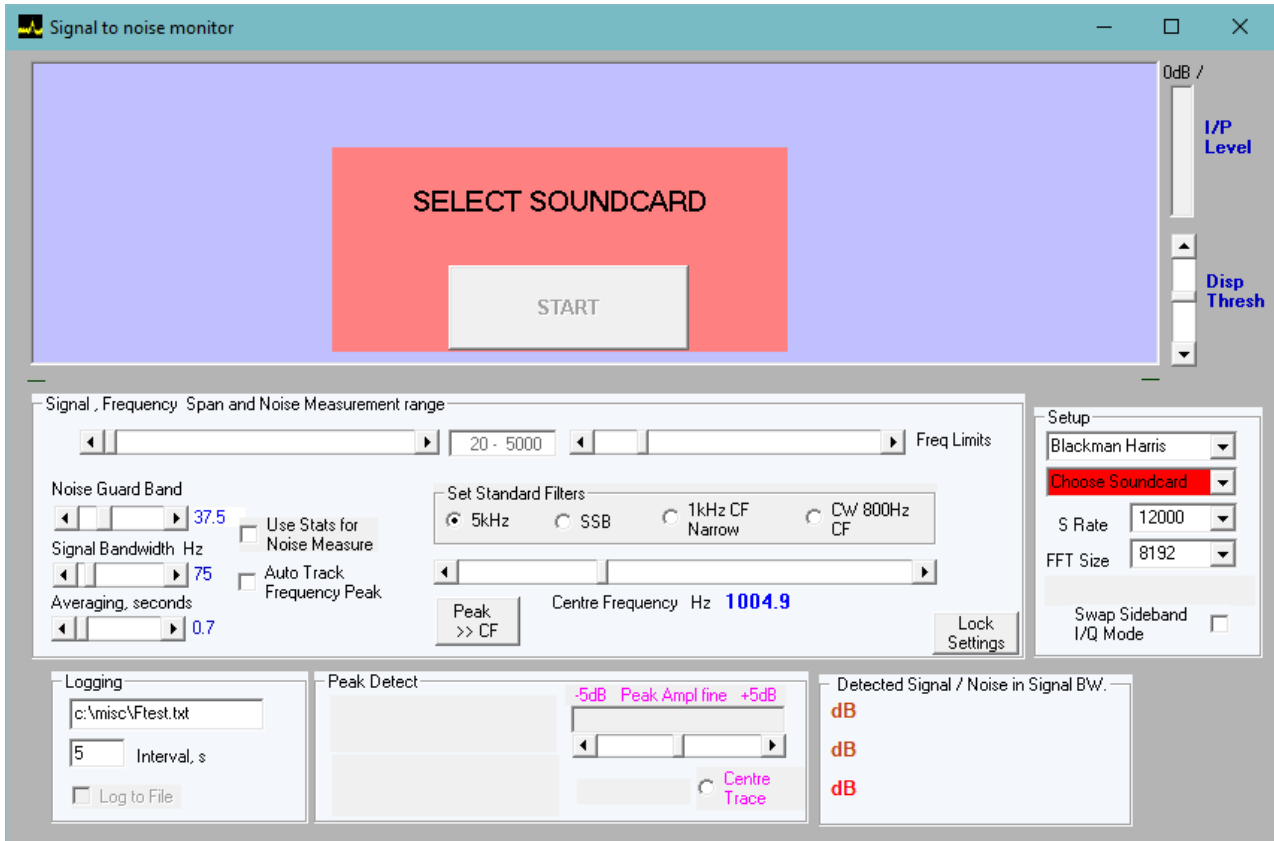 Signal to noise monitor
0dB /
I/P
Level
SELECT SOUNDCARD
START
Disp
Thresh
Signal , Frequency  Span and Noise Measurement range
20 - 5000
Freq Limits
Noise Guard Band
37.5
Use Stats for
Noise Measure
Signal Bandwidth  Hz
75
Auto Track
Frequency Peak
Averaging, seconds
0.7
Set Standard Filters
5kHz
SSB
1kHz CF
Narrow
CW 800Hz
CF
Peak
>> CF
Centre Frequency   Hz  1004.9
Lock
Settings
Setup
Blackman Harris
Choose Soundcard
S Rate
12000
FFT Size
8192
Swap Sideband
I/Q Mode
Logging
c:\misc\Ftest.txt
5
Interval, s
Log to File
Peak Detect
-5dB   Peak Ampl fine   +5dB
Centre
Trace
Detected Signal / Noise in Signal BW.
dB
dB
dB